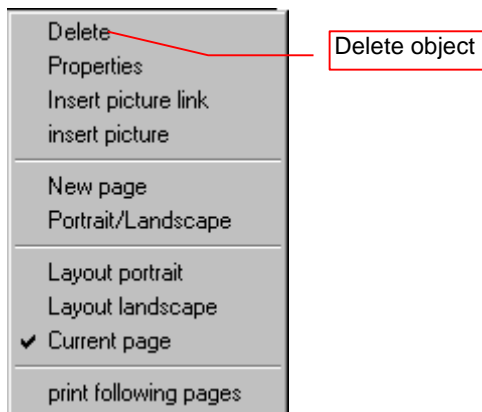 Delete
Delete object
Properties
Insert picture link
insert picture
New page
Portrait/Landscape
Layout portrait
Layout landscape
Current page
print following pages